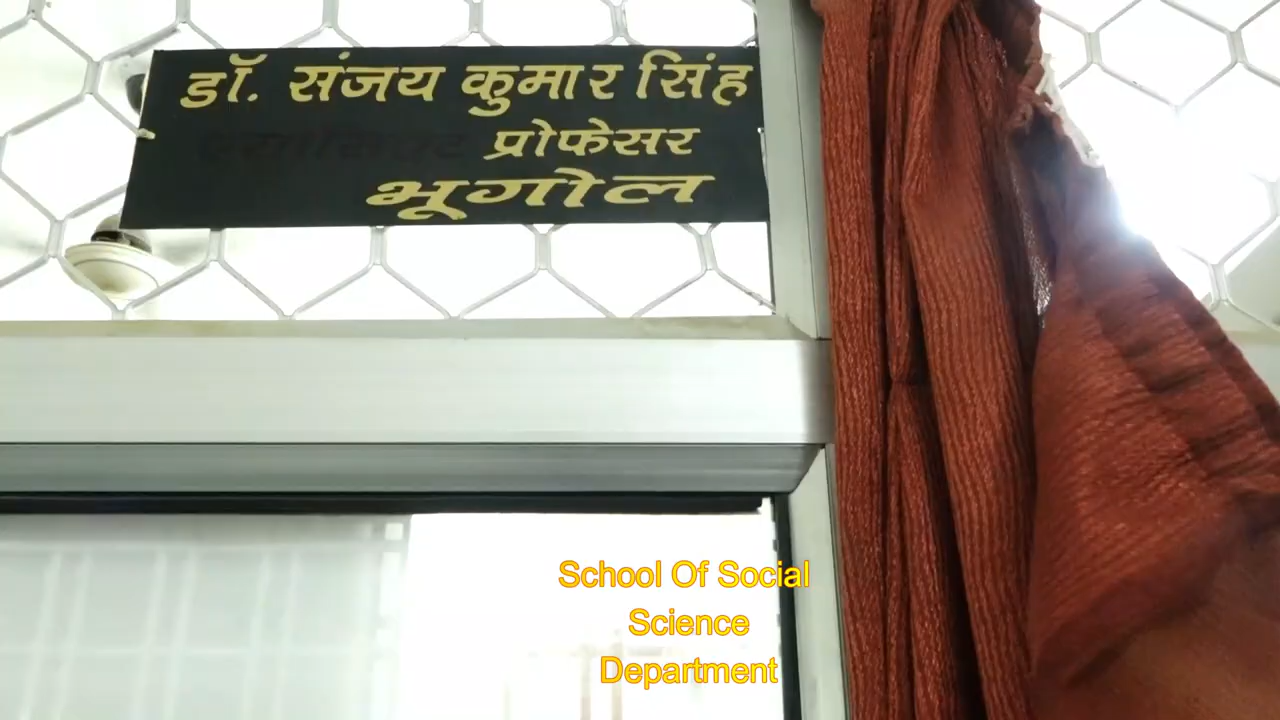 डॉ. संजय कुमार सिंह
प्रोफेसर
भूगोल
School Of Social
Science
Department